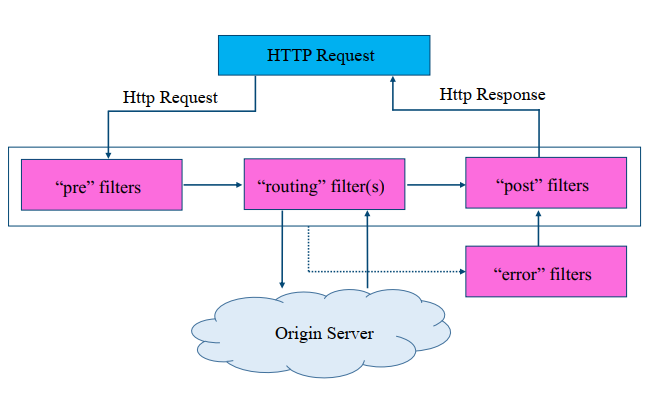 HTTP Request
Http Request
Http Response
“pre” filters
“routing” filter(s)
“post” filters
“error” filters
Origin Server